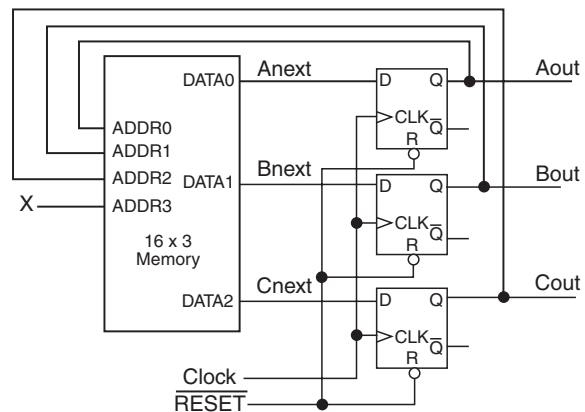 DATA0
Anext
D
Q
Aout
CLK
Q̅
R
ADDR0
ADDR1
ADDR2
X
ADDR3
16 x 3
Memory
DATA1
Bnext
D
Q
Bout
CLK
Q̅
R
DATA2
Cnext
D
Q
Cout
CLK
Q̅
R
Clock
R̅E̅S̅E̅T̅